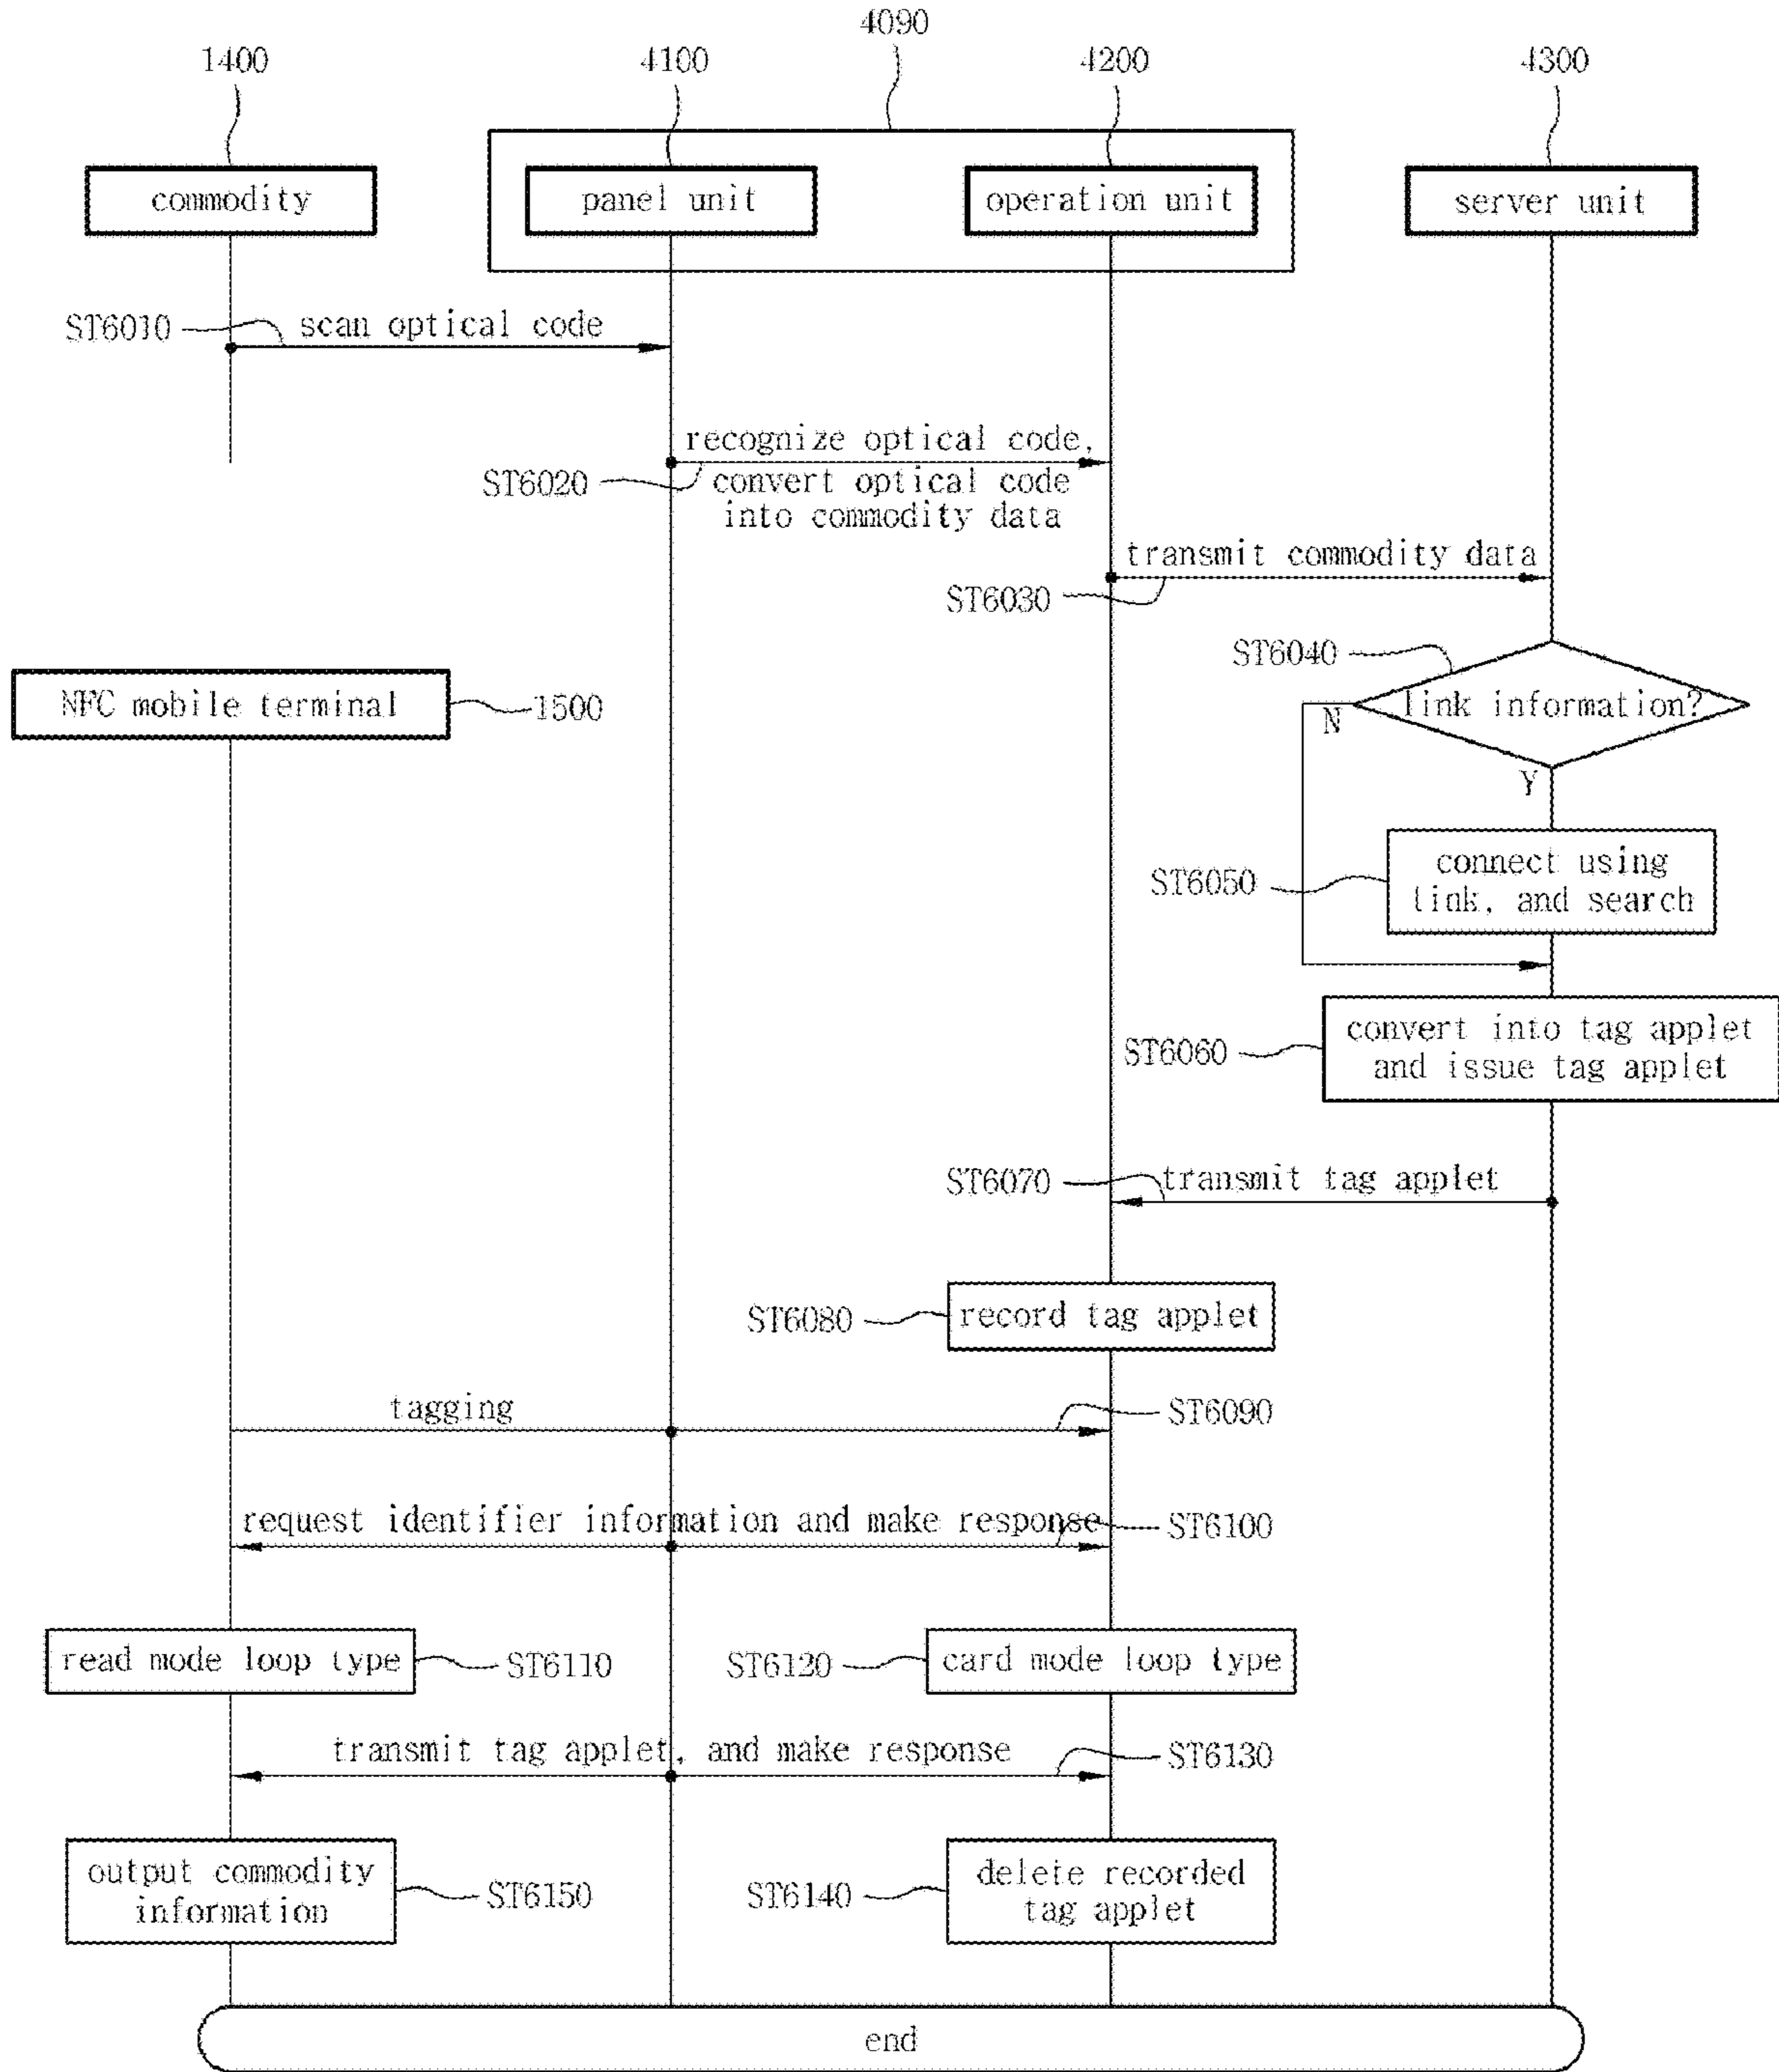 4090
1400
4100
4200
4300
commodity
panel unit
operation unit
server unit
ST6010
scan optical code
recognize optical code,
ST6020
convert optical code
into commodity data
transmit commodity data
ST6030
ST6040
NFC mobile terminal
1500
link information?
N
Y
ST6050
connect using
link, and search
ST6060
convert into tag applet
and issue tag applet
ST6070
transmit tag applet
ST6080
record tag applet
tagging
ST6090
request identifier information and make response
ST6100
read mode loop type
ST6110
ST6120
card mode loop type
transmit tag applet, and make response
ST6130
output commodity
information
ST6150
ST6140
delete recorded
tag applet
end